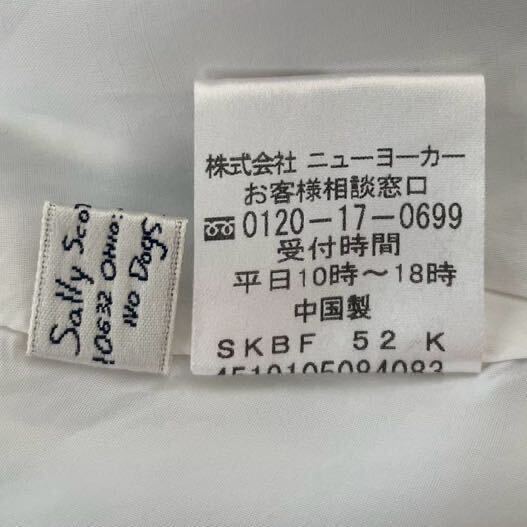 Sally Scot
10632 Ohio
No Dogs
株式会社 ニューヨーカー
お客様相談窓口
0120-17-0699
受付時間
平日10時～18時
中国製
SKBF 52 K
4510105084083